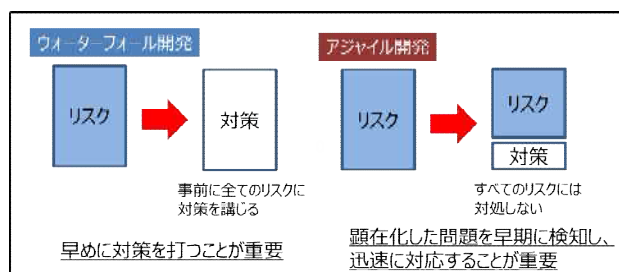 ウォーターフォール開発
リスク
対策
事前に全てのリスクに
対策を講じる
早めに対策を打つことが重要
アジャイル開発
リスク
リスク
対策
すべてのリスクには
対処しない
顕在化した問題を早期に検知し、
迅速に対応することが重要